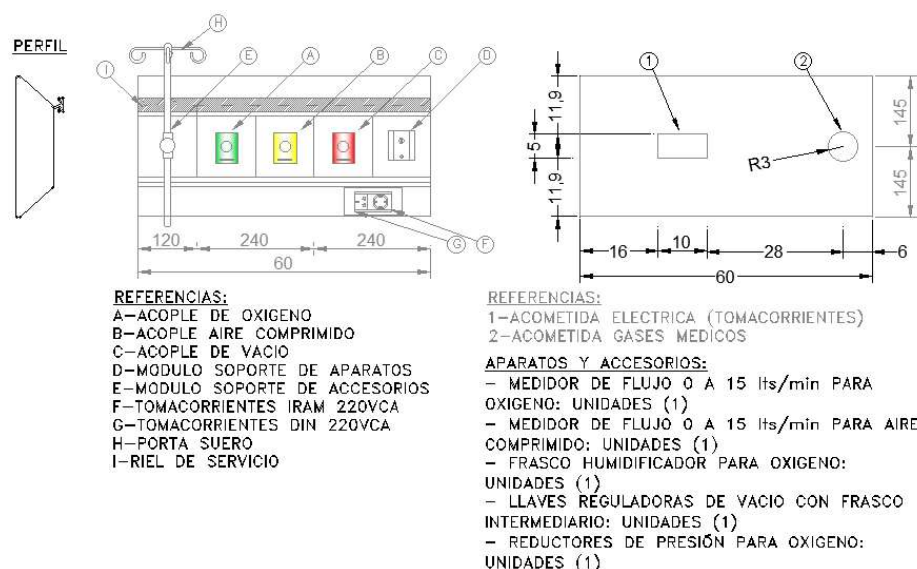 PERFIL
H
I
E
A
B
C
D
G
F
120
240
240
60
1
2
11,9
5
11,9
R3
145
145
16
10
28
6
60
REFERENCIAS:
A-ACOPLE DE OXIGENO
B-ACOPLE AIRE COMPRIMIDO
C-ACOPLE DE VACIO
D-MODULO SOPORTE DE APARATOS
E-MODULO SOPORTE DE ACCESORIOS
F-TOMACORRIENTES IRAM 220VCA
G-TOMACORRIENTES DIN 220VCA
H-PORTA SUERO
I-RIEL DE SERVICIO
REFERENCIAS:
1-ACOMETIDA ELECTRICA (TOMACORRIENTES)
2-ACOMETIDA GASES MEDICOS
APARATOS Y ACCESORIOS:
- MEDIDOR DE FLUJO 0 A 15 lts/min PARA
OXIGENO: UNIDADES (1)
- MEDIDOR DE FLUJO 0 A 15 lts/min PARA AIRE
COMPRIMIDO: UNIDADES (1)
- FRASCO HUMIDIFICADOR PARA OXIGENO:
UNIDADES (1)
- LLAVES REGULADORAS DE VACIO CON FRASCO
INTERMEDIARIO: UNIDADES (1)
- REDUCTORES DE PRESIÓN PARA OXIGENO:
UNIDADES (1)